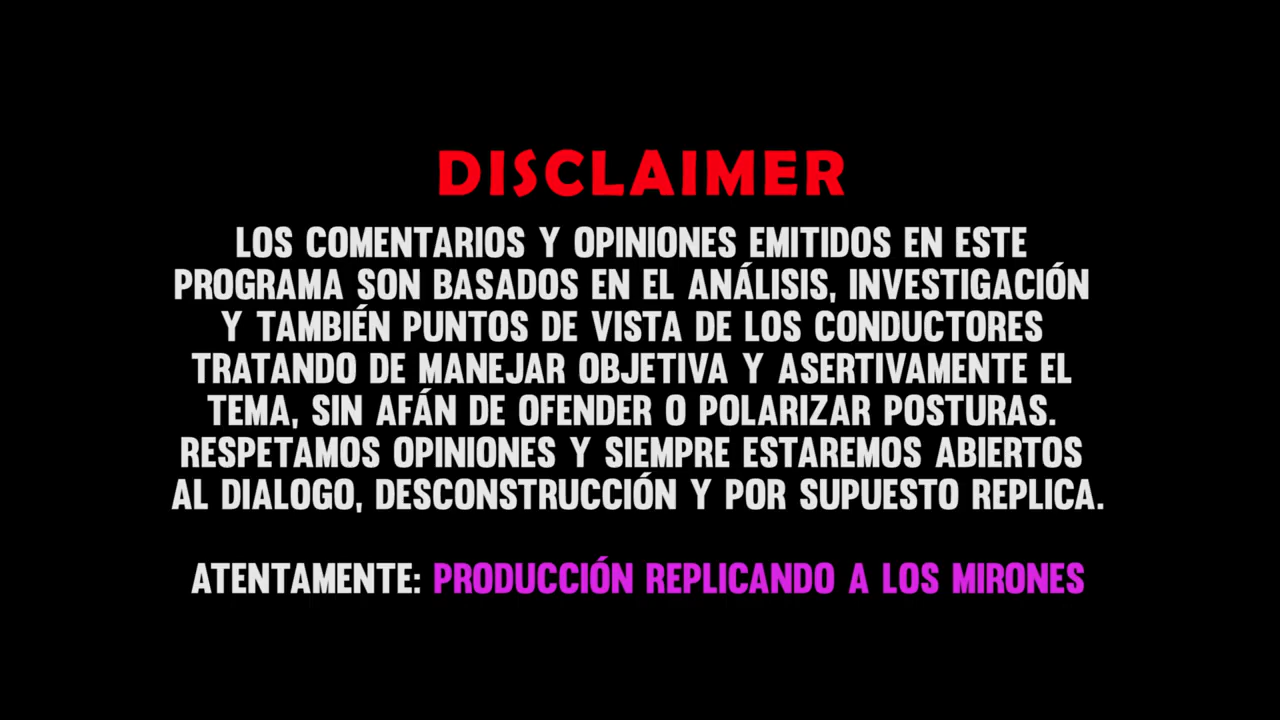 DISCLAIMER
LOS COMENTARIOS Y OPINIONES EMITIDOS EN ESTE
PROGRAMA SON BASADOS EN EL ANÁLISIS, INVESTIGACIÓN
Y TAMBIÉN PUNTOS DE VISTA DE LOS CONDUCTORES
TRATANDO DE MANEJAR OBJETIVA Y ASERTIVAMENTE EL
TEMA, SIN AFÁN DE OFENDER O POLARIZAR POSTURAS.
RESPETAMOS OPINIONES Y SIEMPRE ESTAREMOS ABIERTOS
AL DIALOGO, DESCONSTRUCCIÓN Y POR SUPUESTO REPLICA.
ATENTAMENTE: PRODUCCIÓN REPLICANDO A LOS MIRONES